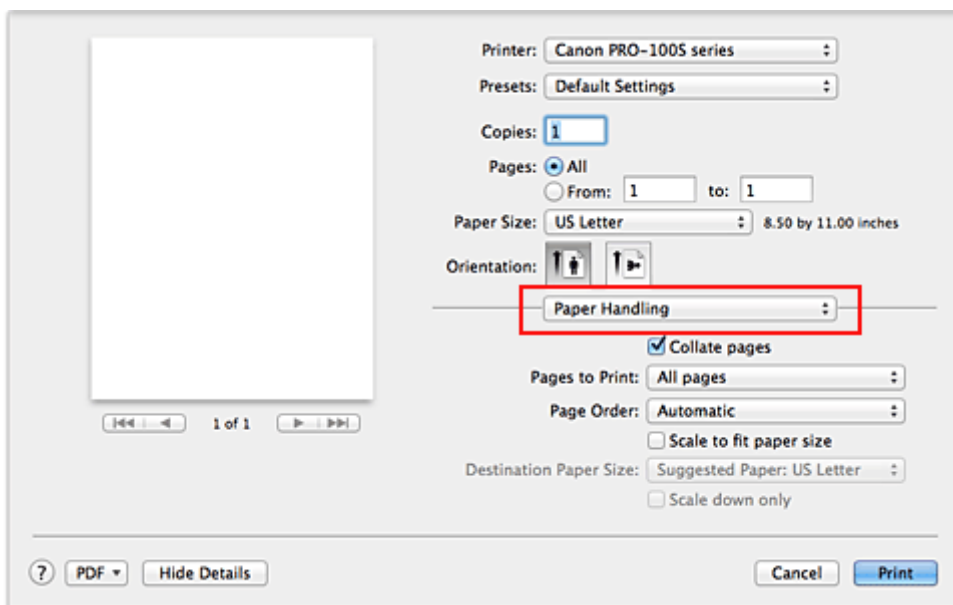 Printer: Canon PRO-100S series
Presets: Default Settings
Copies: 1
Pages: All
From: 1 to: 1
Paper Size: US Letter 8.50 by 11.00 inches
Orientation:
Paper Handling
Collate pages
Pages to Print: All pages
Page Order: Automatic
Scale to fit paper size
Destination Paper Size: Suggested Paper: US Letter
Scale down only
1 of 1
? PDF Hide Details Cancel Print